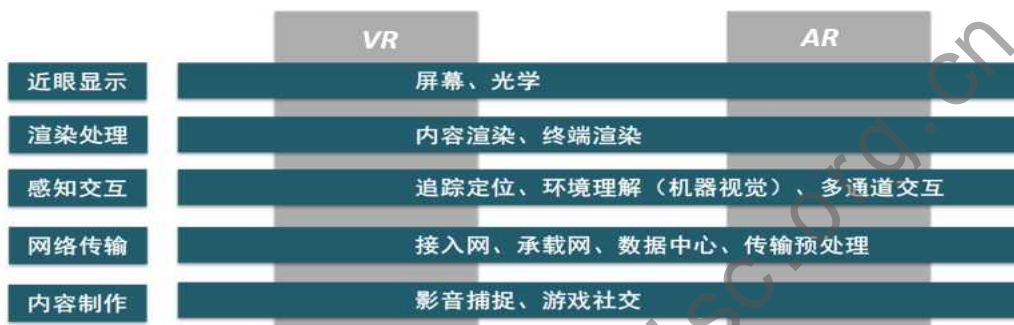 VR AR
近眼显示 屏幕、光学
渲染处理 内容渲染、终端渲染
感知交互 追踪定位、环境理解（机器视觉）、多通道交互
网络传输 接入网、承载网、数据中心、传输预处理
内容制作 影音捕捉、游戏社交